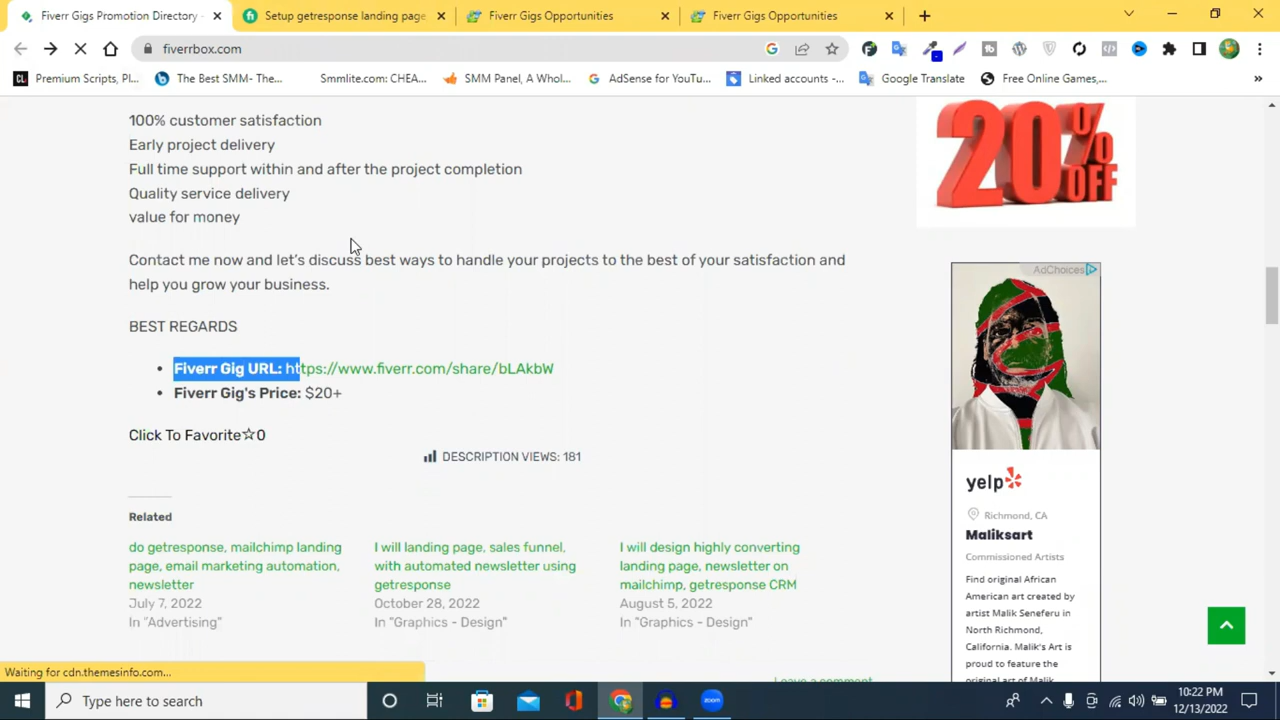 Fiverr Gigs Promotion Directory -
Setup getresponse landing page
Fiverr Gigs Opportunities
Fiverr Gigs Opportunities
fiverrbox.com
Premium Scripts, Pl...
The Best SMM- The...
Smmlite.com: CHEA...
SMM Panel, A Whol...
AdSense for YouTu...
Linked accounts -...
Google Translate
Free Online Games,...
100% customer satisfaction
Early project delivery
Full time support within and after the project completion
Quality service delivery
value for money
Contact me now and let's discuss best ways to handle your projects to the best of your satisfaction and
help you grow your business.
BEST REGARDS
Fiverr Gig URL: https://www.fiverr.com/share/bLAkbW
Fiverr Gig's Price: $20+
Click To Favorite☆0
DESCRIPTION VIEWS: 181
Related
do getresponse, mailchimp landing
page, email marketing automation,
newsletter
July 7, 2022
In "Advertising"
I will landing page, sales funnel,
with automated newsletter using
getresponse
October 28, 2022
In "Graphics - Design"
I will design highly converting
landing page, newsletter on
mailchimp, getresponse CRM
August 5, 2022
In "Graphics - Design"
20% OFF
AdChoices
yelp
Richmond, CA
Maliksart
Commissioned Artists
Find original African
American art created by
artist Malik Seneferu in
North Richmond,
California. Malik's Art is
proud to feature the
original art of Malik
Leave a comment
Waiting for cdn.themesinfo.com...
Type here to search
10:22 PM
12/13/2022